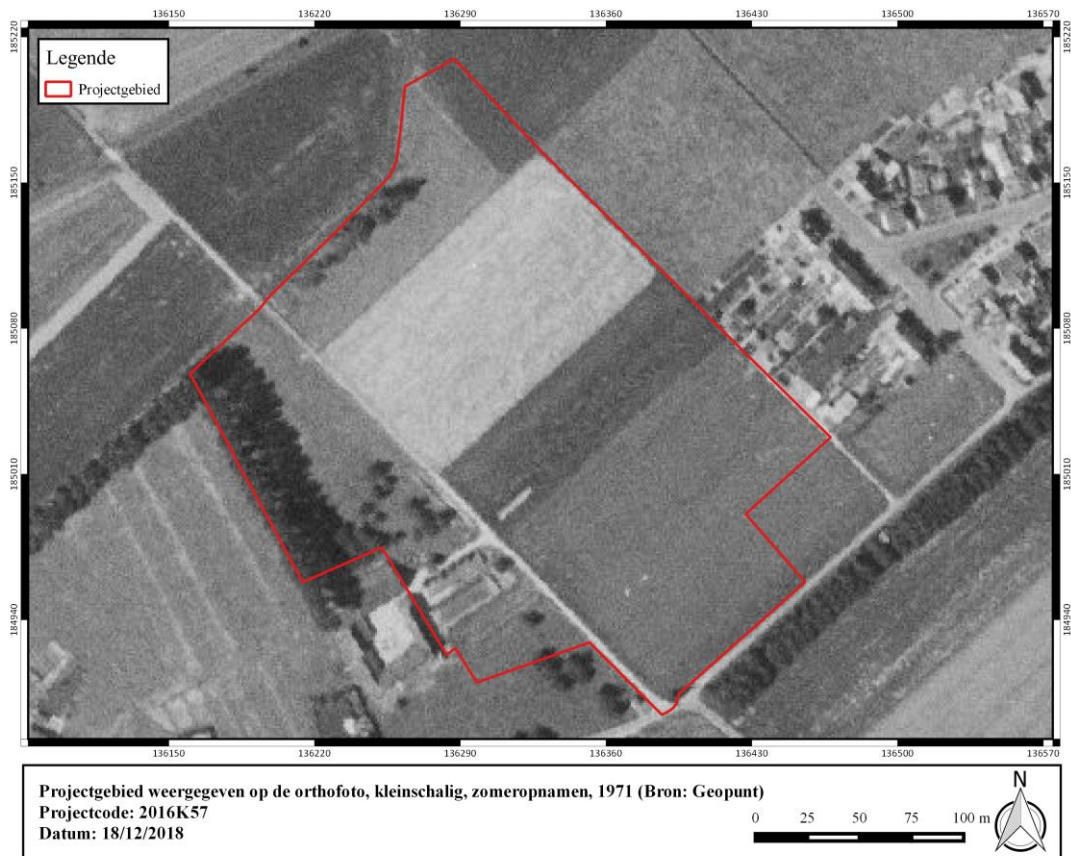 136150 136220 136290 136360 136430 136500 136570
185220 185220
Legende
Projectgebied
185150 185150
185080 185080
185010 185010
184940 184940
136150 136220 136290 136360 136430 136500 136570
Projectgebied weergegeven op de orthofoto, kleinschalig, zomeropnamen, 1971 (Bron: Geopunt)
Projectcode: 2016K57
Datum: 18/12/2018
0 25 50 75 100 m
N